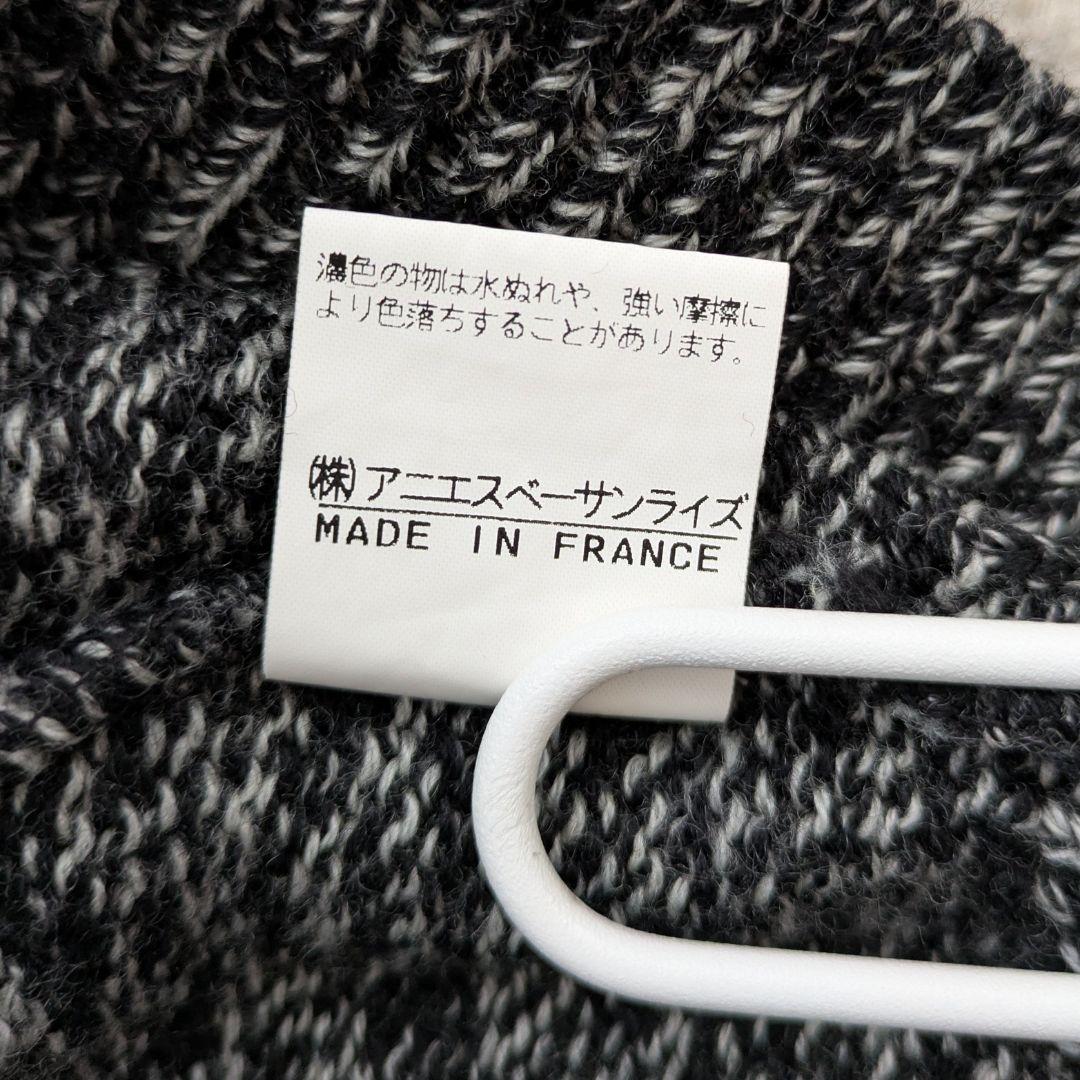 濃色の物は水ぬれや、強い摩擦に
より色落ちすることがあります。
㈱アニエスベーサンライズ
MADE IN FRANCE